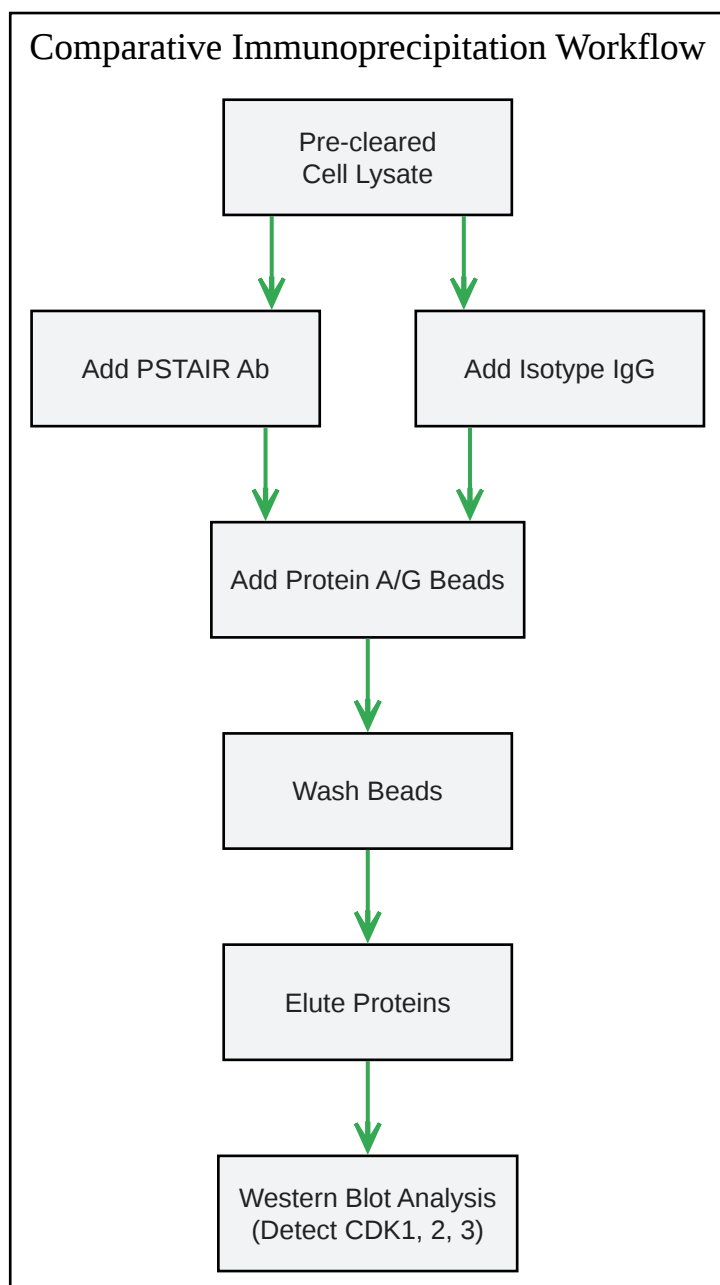 Comparative Immunoprecipitation Workflow
Pre-cleared
Cell Lysate
Add PSTAIR Ab
Add Isotype IgG
Add Protein A/G Beads
Wash Beads
Elute Proteins
Western Blot Analysis
(Detect CDK1, 2, 3)